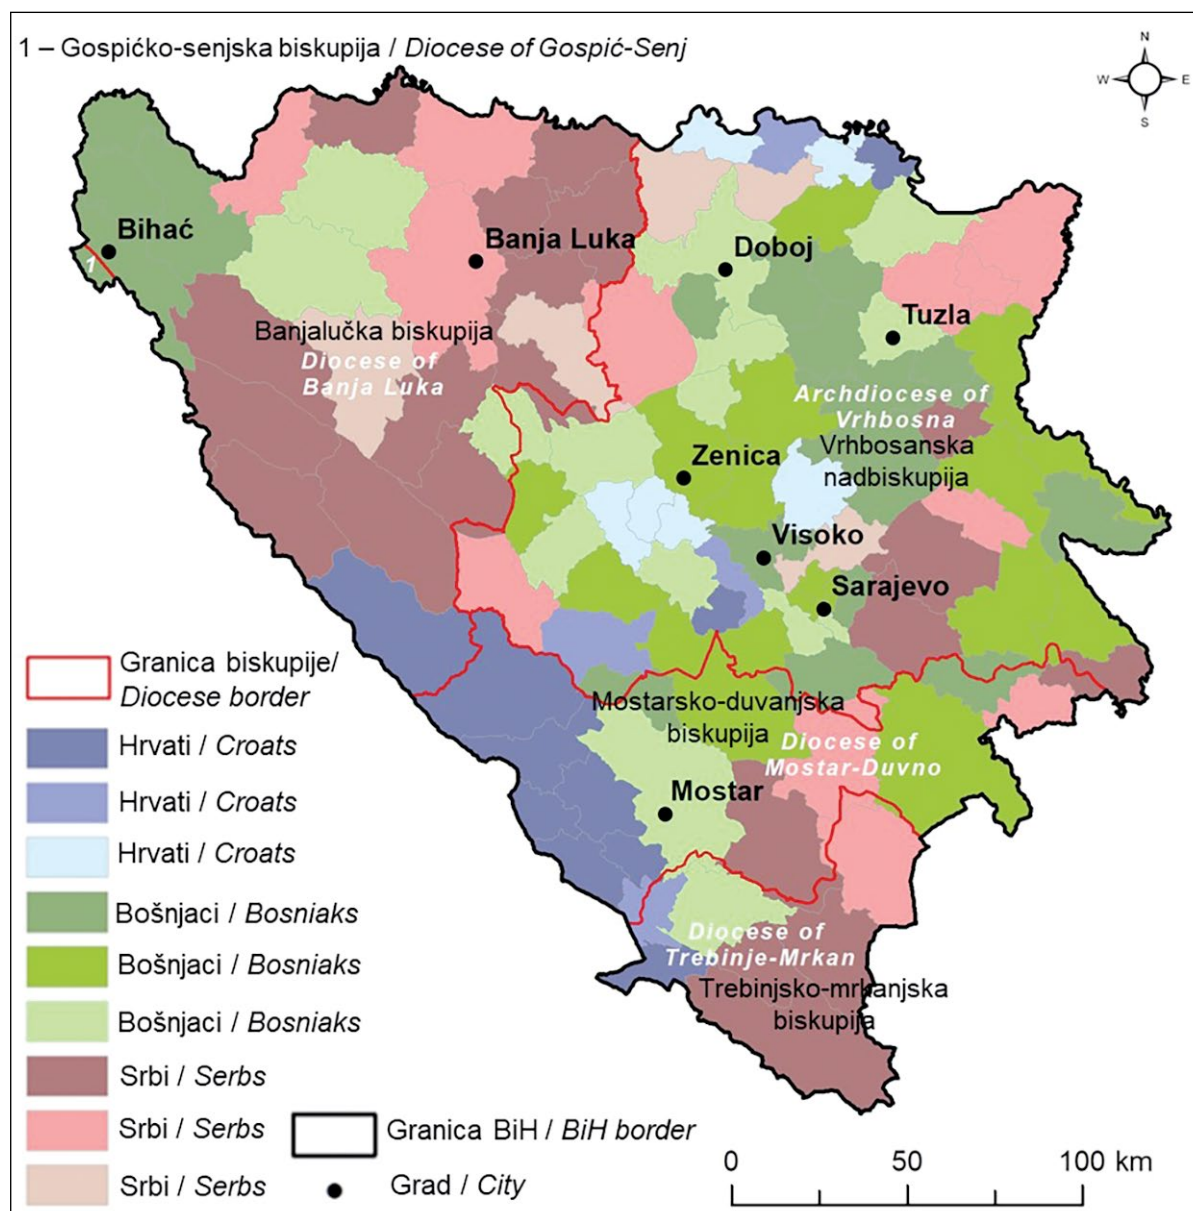 1 – Gospićko-senjska biskupija / Diocese of Gospić-Senj
N
W
E
S
Bihać
1
Banja Luka
Doboj
Tuzla
Banjalučka biskupija
Diocese of
Banja Luka
Archdiocese of
Vrhbosna
Vrhbosanska
nadbiskupija
Zenica
Visoko
Sarajevo
Mostarsko-duvanjska
biskupija
Diocese of
Mostar-Duvno
Mostar
Diocese of
Trebinje-Mrkan
Trebinjsko-mrkanjska
biskupija
Granica biskupije/
Diocese border
Hrvati / Croats
Hrvati / Croats
Hrvati / Croats
Bošnjaci / Bosniaks
Bošnjaci / Bosniaks
Bošnjaci / Bosniaks
Srbi / Serbs
Srbi / Serbs
Srbi / Serbs
Granica BiH / BiH border
Grad / City
0 50 100 km